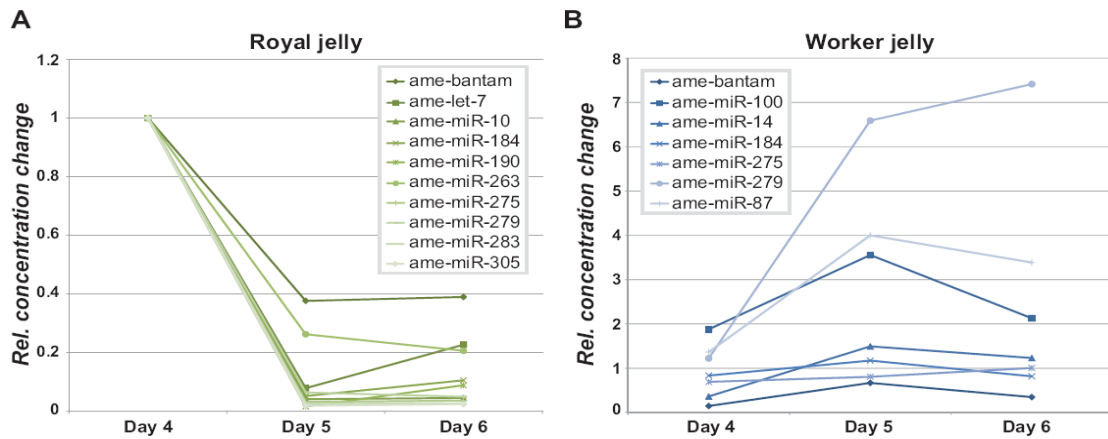 A
Royal jelly
Rel. concentration change
1.2
1
0.8
0.6
0.4
0.2
0
Day 4 Day 5 Day 6
ame-bantam
ame-let-7
ame-miR-10
ame-miR-184
ame-miR-190
ame-miR-263
ame-miR-275
ame-miR-279
ame-miR-283
ame-miR-305
B
Worker jelly
Rel. concentration change
8
7
6
5
4
3
2
1
0
Day 4 Day 5 Day 6
ame-bantam
ame-miR-100
ame-miR-14
ame-miR-184
ame-miR-275
ame-miR-279
ame-miR-87